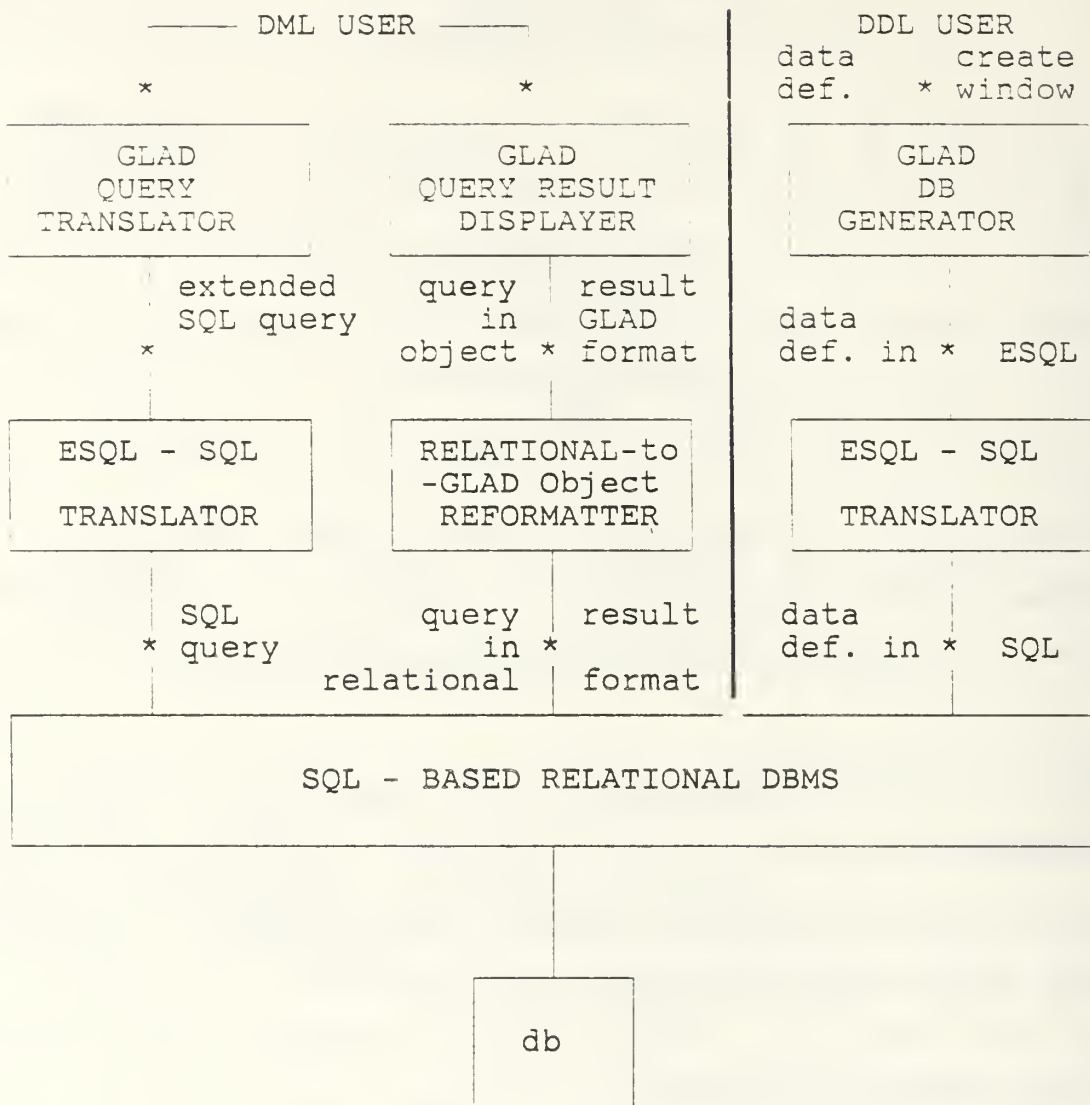 DML USER
* *
GLAD
QUERY
TRANSLATOR
GLAD
QUERY RESULT
DISPLAYER
extended
SQL query
*
query result
in GLAD
object * format
ESQL - SQL
TRANSLATOR
RELATIONAL-to
-GLAD Object
REFORMATTER
SQL
* query
query result
in *
relational format
DDL USER
data create
def. * window
GLAD
DB
GENERATOR
data
def. in * ESQL
ESQL - SQL
TRANSLATOR
data
def. in * SQL
SQL - BASED RELATIONAL DBMS
db